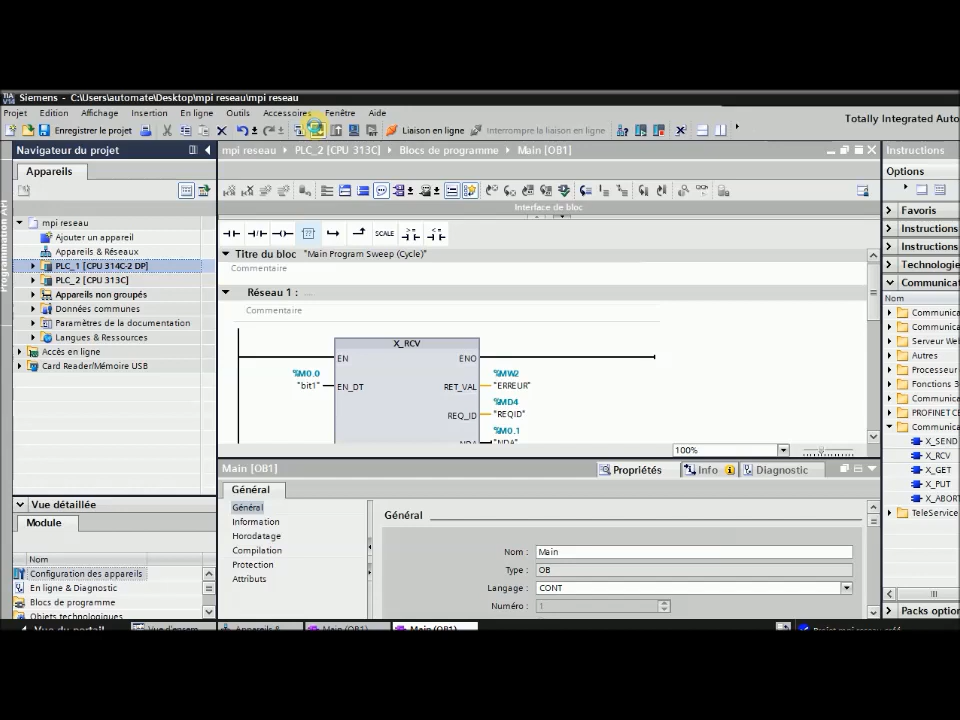 Siemens - C:\Users\automate\Desktop\mpi reseau\mpi reseau
Projet Edition Affichage Insertion En ligne Outils Accessoires Fenêtre Aide
Totally Integrated Auto
Enregistrer le projet Liaison en ligne Interrompre la liaison en ligne
Navigateur du projet
mpi reseau PLC_2 [CPU 313C] Blocs de programme Main [OB1]
Instructions
Appareils
Options
Interface de bloc
Favoris
mpi reseau
Ajouter un appareil
Appareils & Réseaux
PLC_1 [CPU 314C-2 DP]
PLC_2 [CPU 313C]
Appareils non groupés
Données communes
Paramètres de la documentation
Langues & Ressources
Accès en ligne
Card Reader/Mémoire USB
SCALE
Titre du bloc "Main Program Sweep (Cycle)"
Commentaire
Réseau 1 : ....
Commentaire
X_RCV
EN ENO
%M0.0
"bit1" EN_DT
RET_VAL
%MW2
"ERREUR"
REQ_ID
%MD4
"REQID"
NDA
%M0.1
"NDA"
100%
Instructions
Instructions
Technologie
Communicat
Nom
Communica
Communica
Serveur We
Autres
Processeur
Fonctions 3
Communica
PROFINET C
Communica
X_SEND
X_RCV
X_GET
X_PUT
X_ABORT
TeleService
Packs option
Main [OB1]
Propriétés Info Diagnostic
Général
Général
Information
Horodatage
Compilation
Protection
Attributs
Général
Nom : Main
Type : OB
Langage : CONT
Numéro : 1
Vue détaillée
Module
Nom
Configuration des appareils
En ligne & Diagnostic
Blocs de programme
Objets technologiques
Vue du portail Vue d'ensem... Appareils & Main (OB1) Main (OB1)
Projet mpi reseau créé